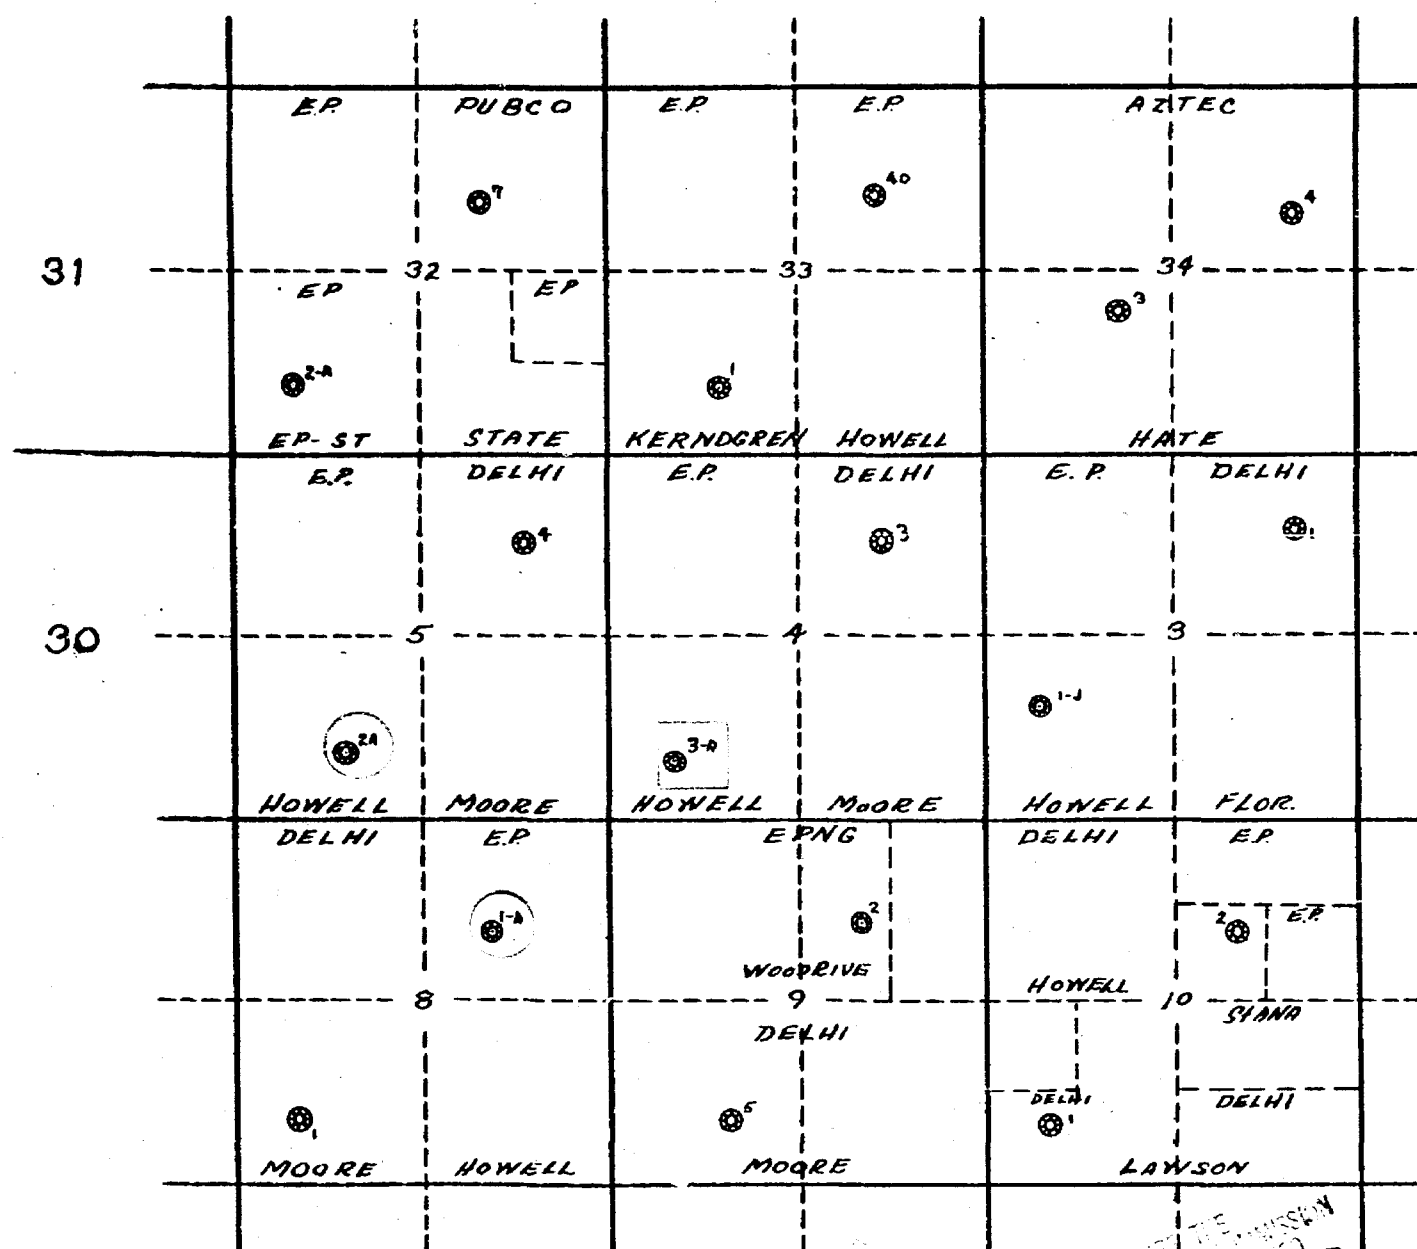 E.P. PUBCO E.P. E.P. AZTEC
7 40 4
31 32 33 34
EP EP 3
2-A 1
EP-ST STATE KERNDGREN HOWELL HATE
E.P. DELHI E.P. DELHI E.P. DELHI
4 3 1
30 5 4 3
1-J
2A 3-A
HOWELL MOORE HOWELL MOORE HOWELL FLOR.
DELHI E.P. EPNG DELHI E.P.
1-A 2 2 E.P.
WOODRIVE HOWELL
8 9 10
DELHI
DELHI DELHI
1 5 1
MOORE HOWELL MOORE LAWSON